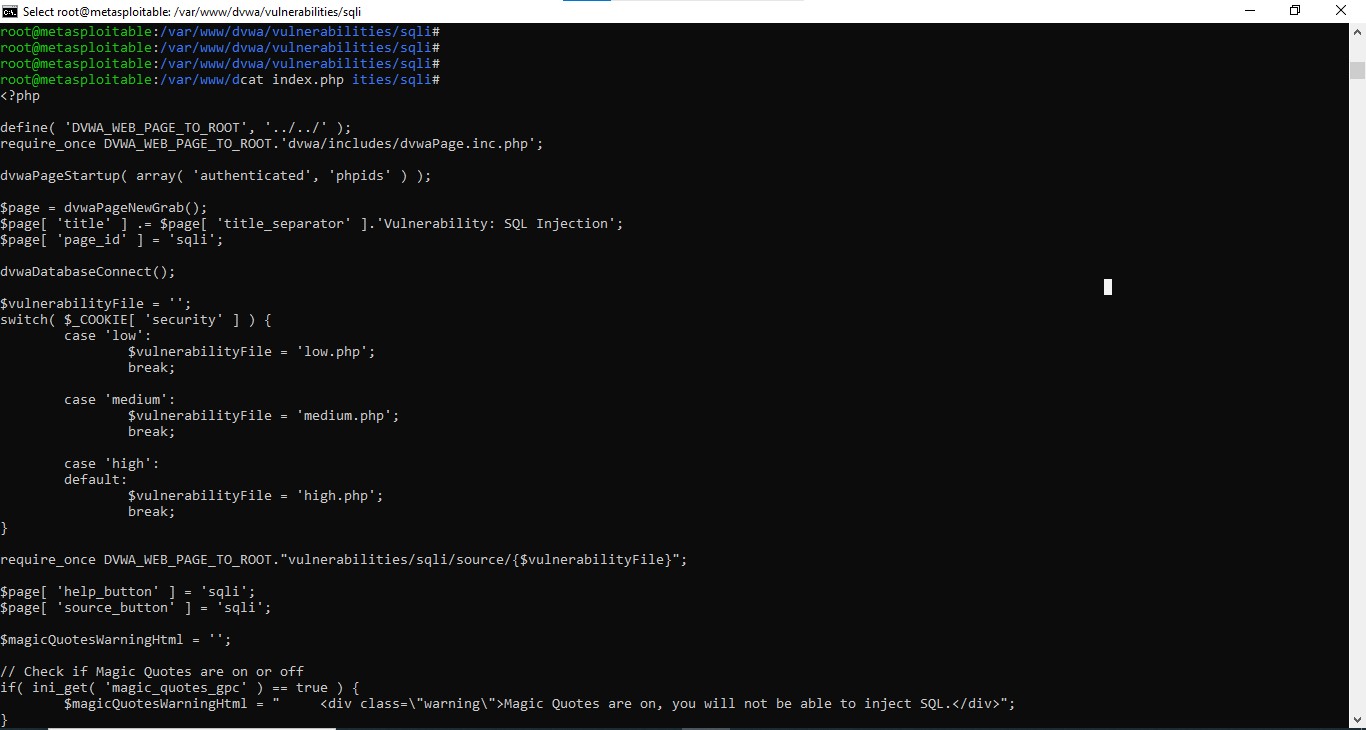 Select root@metasploitable: /var/www/dvwa/vulnerabilities/sqli
root@metasploitable:/var/www/dvwa/vulnerabilities/sqli#
root@metasploitable:/var/www/dvwa/vulnerabilities/sqli#
root@metasploitable:/var/www/dvwa/vulnerabilities/sqli#
root@metasploitable:/var/www/dcat index.php ities/sqli#
<?php

define( 'DVWA_WEB_PAGE_TO_ROOT', '../../' );
require_once DVWA_WEB_PAGE_TO_ROOT.'dvwa/includes/dvwaPage.inc.php';

dvwaPageStartup( array( 'authenticated', 'phpids' ) );

$page = dvwaPageNewGrab();
$page[ 'title' ] .= $page[ 'title_separator' ].'Vulnerability: SQL Injection';
$page[ 'page_id' ] = 'sqli';

dvwaDatabaseConnect();

$vulnerabilityFile = '';
switch( $_COOKIE[ 'security' ] ) {
        case 'low':
                $vulnerabilityFile = 'low.php';
                break;

        case 'medium':
                $vulnerabilityFile = 'medium.php';
                break;

        case 'high':
        default:
                $vulnerabilityFile = 'high.php';
                break;
}

require_once DVWA_WEB_PAGE_TO_ROOT."vulnerabilities/sqli/source/{$vulnerabilityFile}";

$page[ 'help_button' ] = 'sqli';
$page[ 'source_button' ] = 'sqli';

$magicQuotesWarningHtml = '';

// Check if Magic Quotes are on or off
if( ini_get( 'magic_quotes_gpc' ) == true ) {
        $magicQuotesWarningHtml = "     <div class=\"warning\">Magic Quotes are on, you will not be able to inject SQL.</div>";
}